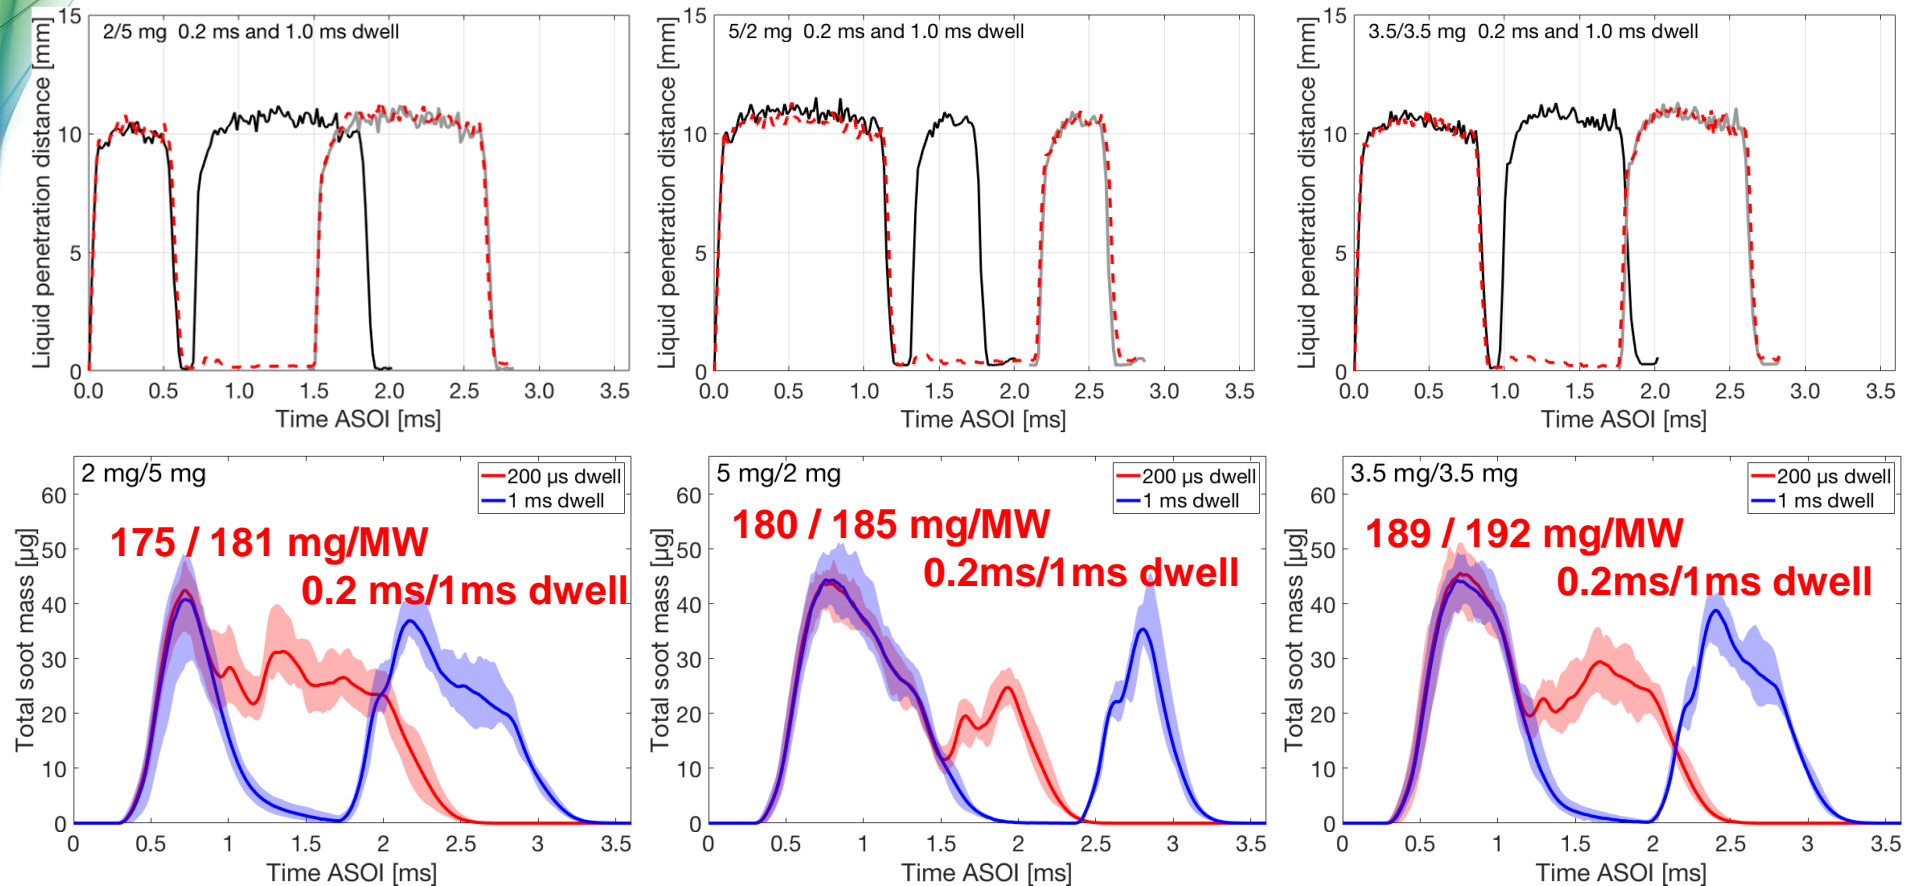 15
10
5
0
Liquid penetration distance [mm]
2/5 mg  0.2 ms and 1.0 ms dwell
0.0 0.5 1.0 1.5 2.0 2.5 3.0 3.5
Time ASOI [ms]
15
10
5
0
Liquid penetration distance [mm]
5/2 mg  0.2 ms and 1.0 ms dwell
0.0 0.5 1.0 1.5 2.0 2.5 3.0 3.5
Time ASOI [ms]
15
10
5
0
Liquid penetration distance [mm]
3.5/3.5 mg  0.2 ms and 1.0 ms dwell
0.0 0.5 1.0 1.5 2.0 2.5 3.0 3.5
Time ASOI [ms]
2 mg/5 mg
200 µs dwell
1 ms dwell
175 / 181 mg/MW
0.2 ms/1ms dwell
60
50
40
30
20
10
0
Total soot mass [µg]
0 0.5 1 1.5 2 2.5 3 3.5
Time ASOI [ms]
5 mg/2 mg
200 µs dwell
1 ms dwell
180 / 185 mg/MW
0.2ms/1ms dwell
60
50
40
30
20
10
0
Total soot mass [µg]
0 0.5 1 1.5 2 2.5 3 3.5
Time ASOI [ms]
3.5 mg/3.5 mg
200 µs dwell
1 ms dwell
189 / 192 mg/MW
0.2ms/1ms dwell
60
50
40
30
20
10
0
Total soot mass [µg]
0 0.5 1 1.5 2 2.5 3 3.5
Time ASOI [ms]